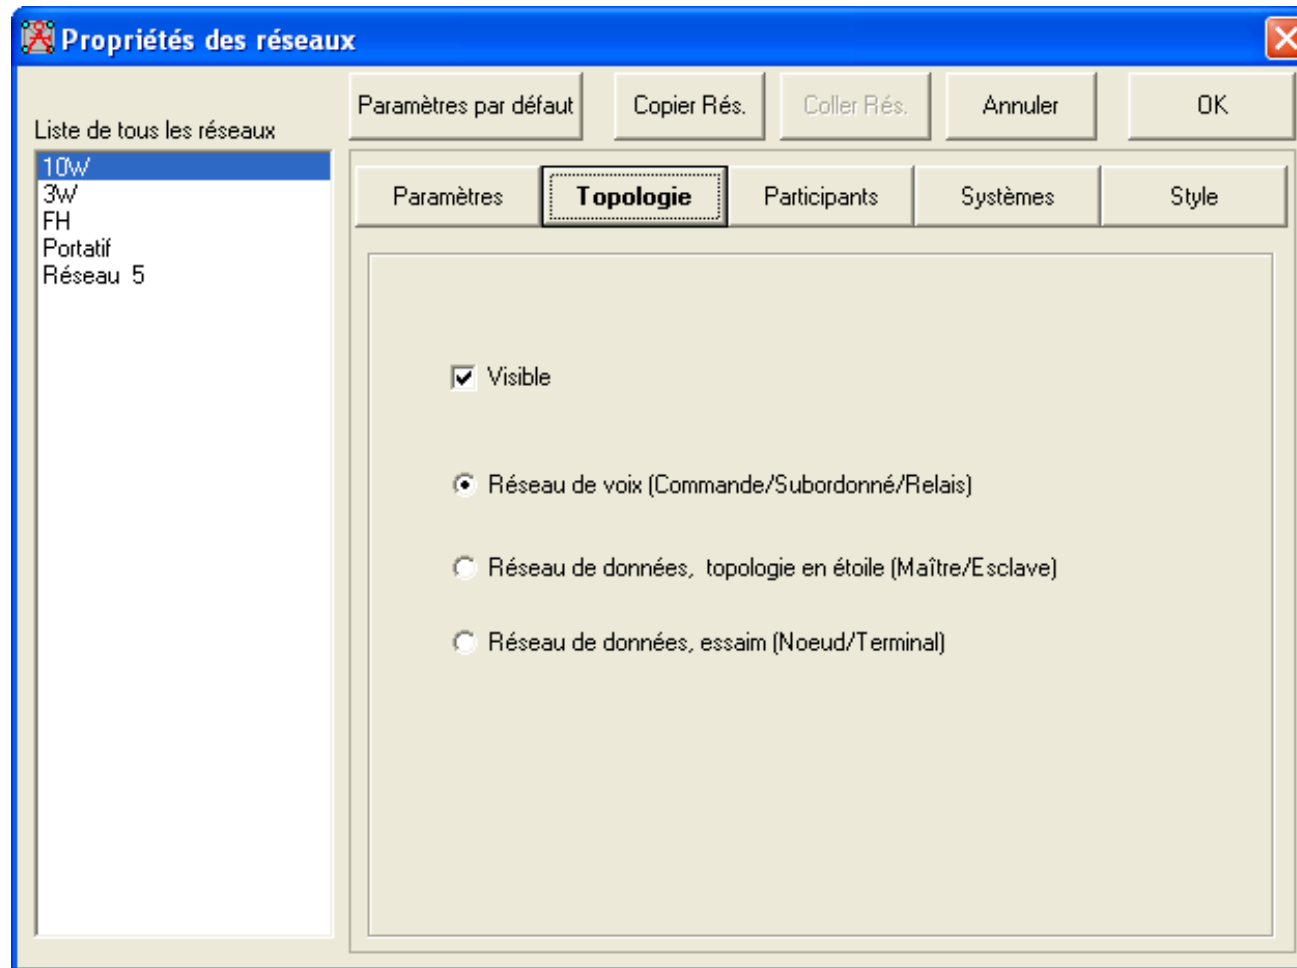 Propriétés des réseaux
Paramètres par défaut
Copier Rés.
Coller Rés.
Annuler
OK
Liste de tous les réseaux
10W
3W
FH
Portatif
Réseau 5
Paramètres
Topologie
Participants
Systèmes
Style
Visible
Réseau de voix (Commande/Subordonné/Relais)
Réseau de données, topologie en étoile (Maître/Esclave)
Réseau de données, essaim (Noeud/Terminal)